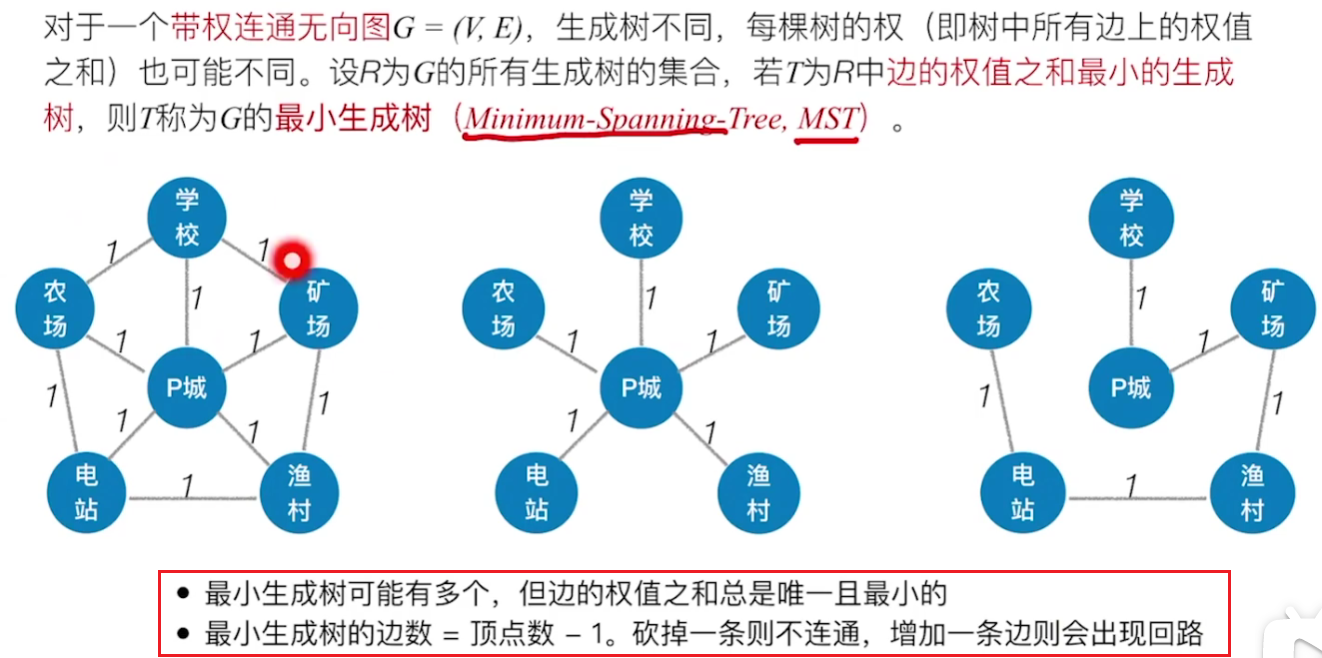 对于一个带权连通无向图G = (V, E)，生成树不同，每棵树的权（即树中所有边上的权值
之和）也可能不同。设R为G的所有生成树的集合，若T为R中边的权值之和最小的生成
树，则T称为G的最小生成树（Minimum-Spanning-Tree, MST）。
学校
1
1
农场
1
矿场
1
1
P城
1
1
1
1
电站
1
渔村
学校
农场
1
矿场
1
1
P城
1
1
电站
渔村
学校
农场
1
矿场
1
P城
1
1
电站
1
渔村
• 最小生成树可能有多个，但边的权值之和总是唯一且最小的
• 最小生成树的边数 = 顶点数 − 1。砍掉一条则不连通，增加一条边则会出现回路